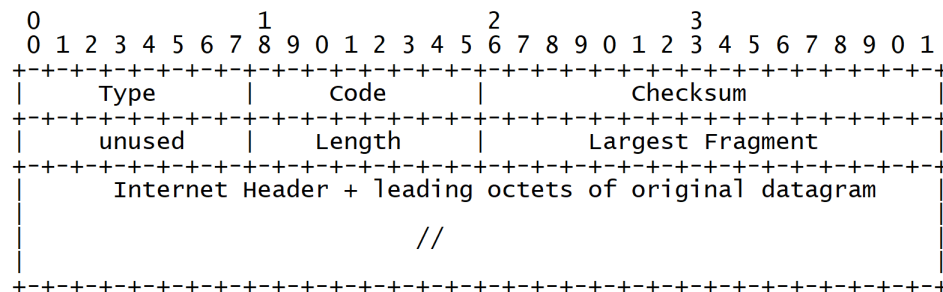 0 1 2 3
0 1 2 3 4 5 6 7 8 9 0 1 2 3 4 5 6 7 8 9 0 1 2 3 4 5 6 7 8 9 0 1
+-+-+-+-+-+-+-+-+-+-+-+-+-+-+-+-+-+-+-+-+-+-+-+-+-+-+-+-+-+-+-+-+
| Type | Code | Checksum |
+-+-+-+-+-+-+-+-+-+-+-+-+-+-+-+-+-+-+-+-+-+-+-+-+-+-+-+-+-+-+-+-+
| unused | Length | Largest Fragment |
+-+-+-+-+-+-+-+-+-+-+-+-+-+-+-+-+-+-+-+-+-+-+-+-+-+-+-+-+-+-+-+-+
| Internet Header + leading octets of original datagram |
| |
| // |
| |
+-+-+-+-+-+-+-+-+-+-+-+-+-+-+-+-+-+-+-+-+-+-+-+-+-+-+-+-+-+-+-+-+